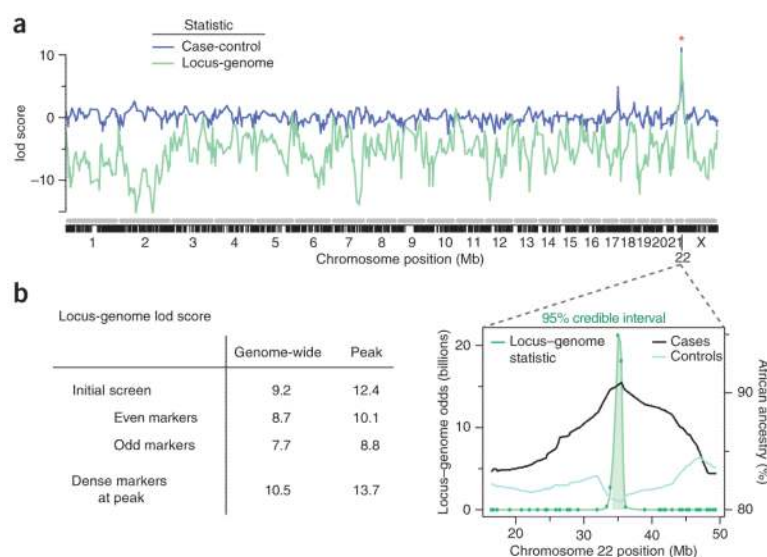 a
Statistic
Case-control
Locus-genome
10
0
−10
lod score
*
1 2 3 4 5 6 7 8 9 10 11 12 13 14 15 16 17 18 19 20 21 X
22
Chromosome position (Mb)
b
Locus-genome lod score
Genome-wide Peak
Initial screen 9.2 12.4
Even markers 8.7 10.1
Odd markers 7.7 8.8
Dense markers
at peak 10.5 13.7
95% credible interval
Locus–genome
statistic
Cases
Controls
20
10
0
Locus–genome odds (billions)
90
80
African ancestry (%)
20 30 40 50
Chromosome 22 position (Mb)